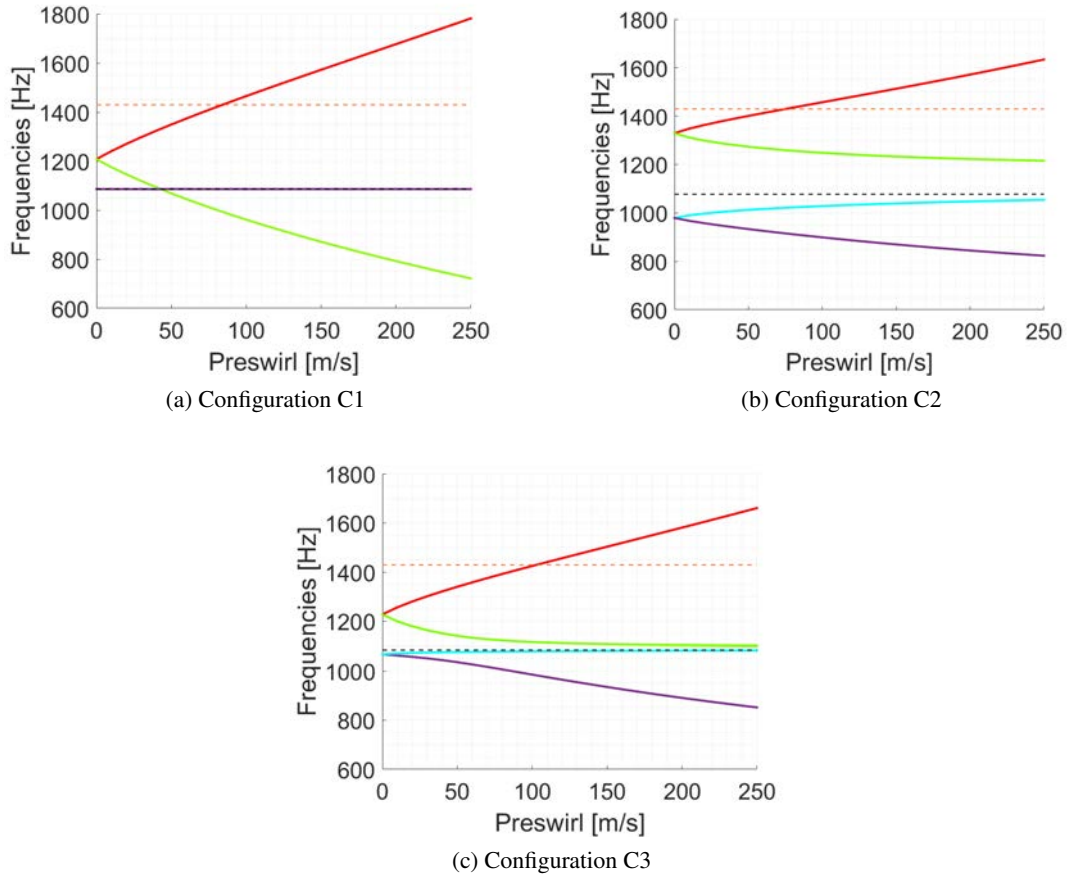 1800
1600
1400
1200
1000
800
600
Frequencies [Hz]
0 50 100 150 200 250
Preswirl [m/s]
(a) Configuration C1
1800
1600
1400
1200
1000
800
600
Frequencies [Hz]
0 50 100 150 200 250
Preswirl [m/s]
(b) Configuration C2
1800
1600
1400
1200
1000
800
600
Frequencies [Hz]
0 50 100 150 200 250
Preswirl [m/s]
(c) Configuration C3